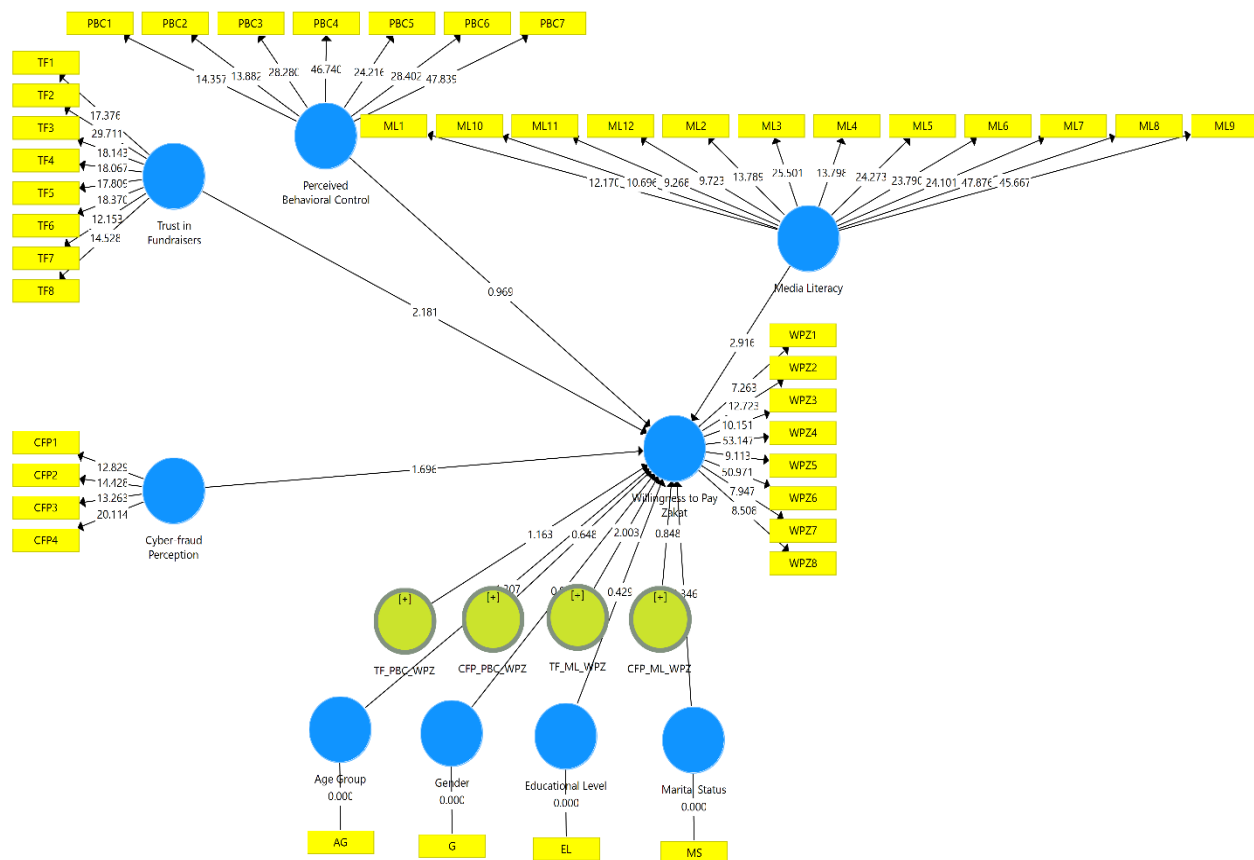 PBC1 PBC2 PBC3 PBC4 PBC5 PBC6 PBC7
14.357 13.882 28.280 46.740 24.216 28.402 47.839
TF1
TF2
TF3
TF4
TF5
TF6
TF7
TF8
17.376
29.711
18.143
18.067
17.809
18.370
12.153
14.528
Trust in
Fundraisers
Perceived
Behavioral Control
ML1 ML10 ML11 ML12 ML2 ML3 ML4 ML5 ML6 ML7 ML8 ML9
12.170 10.696 9.268 9.723 13.789 25.501 13.798 24.273 23.790 24.101 47.876 45.667
Media Literacy
0.969
2.181
2.916
WPZ1
WPZ2
WPZ3
WPZ4
WPZ5
WPZ6
WPZ7
WPZ8
7.263
12.723
10.151
53.147
9.113
50.971
7.947
8.508
Willingness to Pay
Zakat
CFP1
CFP2
CFP3
CFP4
12.829
14.428
13.263
20.114
Cyber-fraud
Perception
1.696
1.163 0.648 2.003 0.848
0.429
[+] [+] [+] [+]
TF_PBC_WPZ CFP_PBC_WPZ TF_ML_WPZ CFP_ML_WPZ
Age Group Gender Educational Level Marital Status
0.000 0.000 0.000 0.000
AG G EL MS